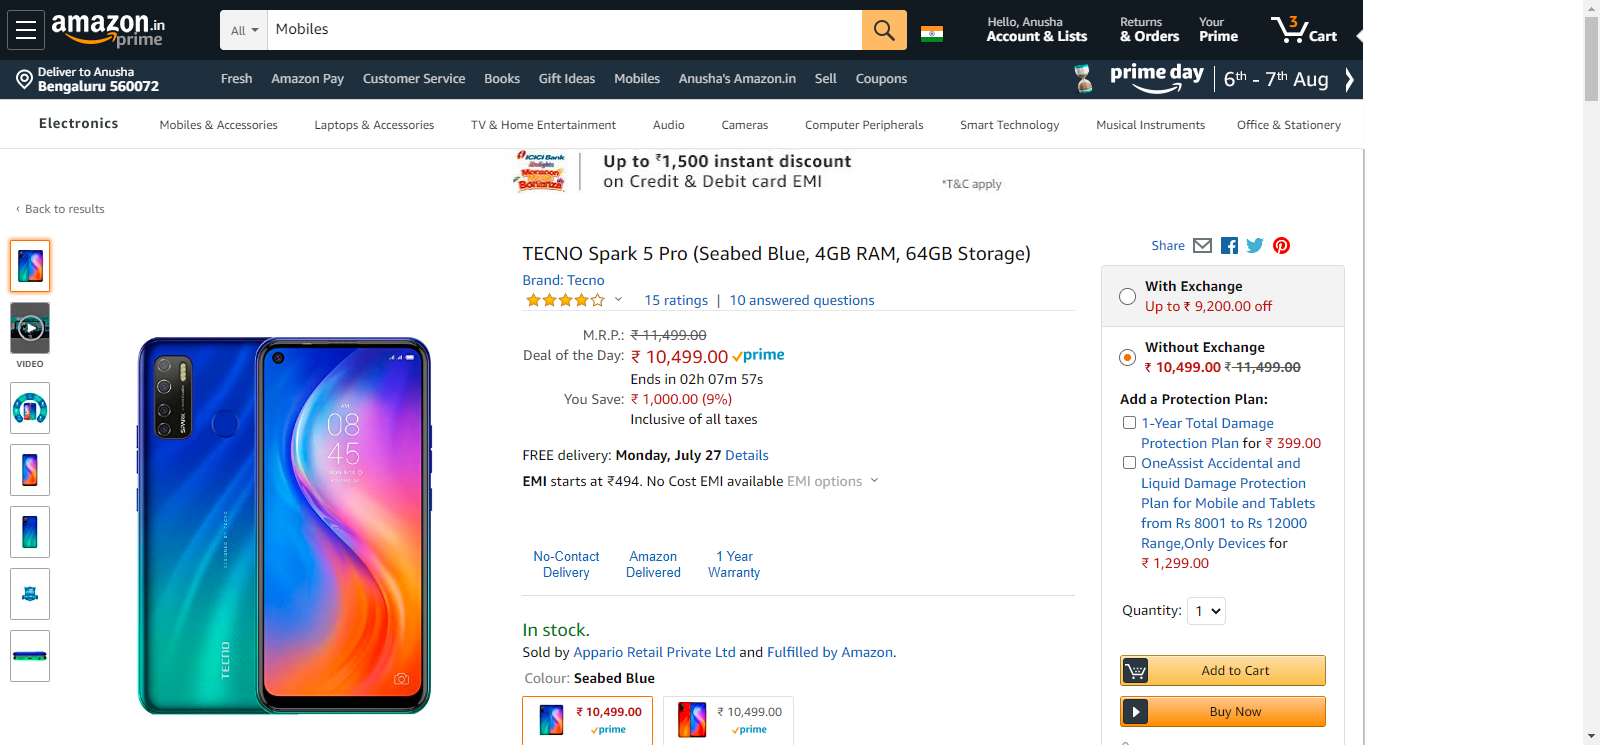 amazon.in
prime
All
Mobiles
Hello, Anusha
Account & Lists
Returns
& Orders
Your
Prime
3
Cart
Deliver to Anusha
Bengaluru 560072
Fresh
Amazon Pay
Customer Service
Books
Gift Ideas
Mobiles
Anusha's Amazon.in
Sell
Coupons
prime day
6th - 7th Aug
Electronics
Mobiles & Accessories
Laptops & Accessories
TV & Home Entertainment
Audio
Cameras
Computer Peripherals
Smart Technology
Musical Instruments
Office & Stationery
ICICI Bank
Bonanza
Up to ₹1,500 instant discount
on Credit & Debit card EMI
*T&C apply
‹ Back to results
VIDEO
SPARK
AM
08
45
TECNO
TECNO Spark 5 Pro (Seabed Blue, 4GB RAM, 64GB Storage)
Brand: Tecno
15 ratings | 10 answered questions
M.R.P.: ₹ 11,499.00
Deal of the Day: ₹ 10,499.00 prime
Ends in 02h 07m 57s
You Save: ₹ 1,000.00 (9%)
Inclusive of all taxes
FREE delivery: Monday, July 27 Details
EMI starts at ₹494. No Cost EMI available EMI options
No-Contact
Delivery
Amazon
Delivered
1 Year
Warranty
In stock.
Sold by Appario Retail Private Ltd and Fulfilled by Amazon.
Colour: Seabed Blue
₹ 10,499.00
prime
₹ 10,499.00
prime
Share
With Exchange
Up to ₹ 9,200.00 off
Without Exchange
₹ 10,499.00 ₹ 11,499.00
Add a Protection Plan:
1-Year Total Damage
Protection Plan for ₹ 399.00
OneAssist Accidental and
Liquid Damage Protection
Plan for Mobile and Tablets
from Rs 8001 to Rs 12000
Range,Only Devices for
₹ 1,299.00
Quantity: 1
Add to Cart
Buy Now